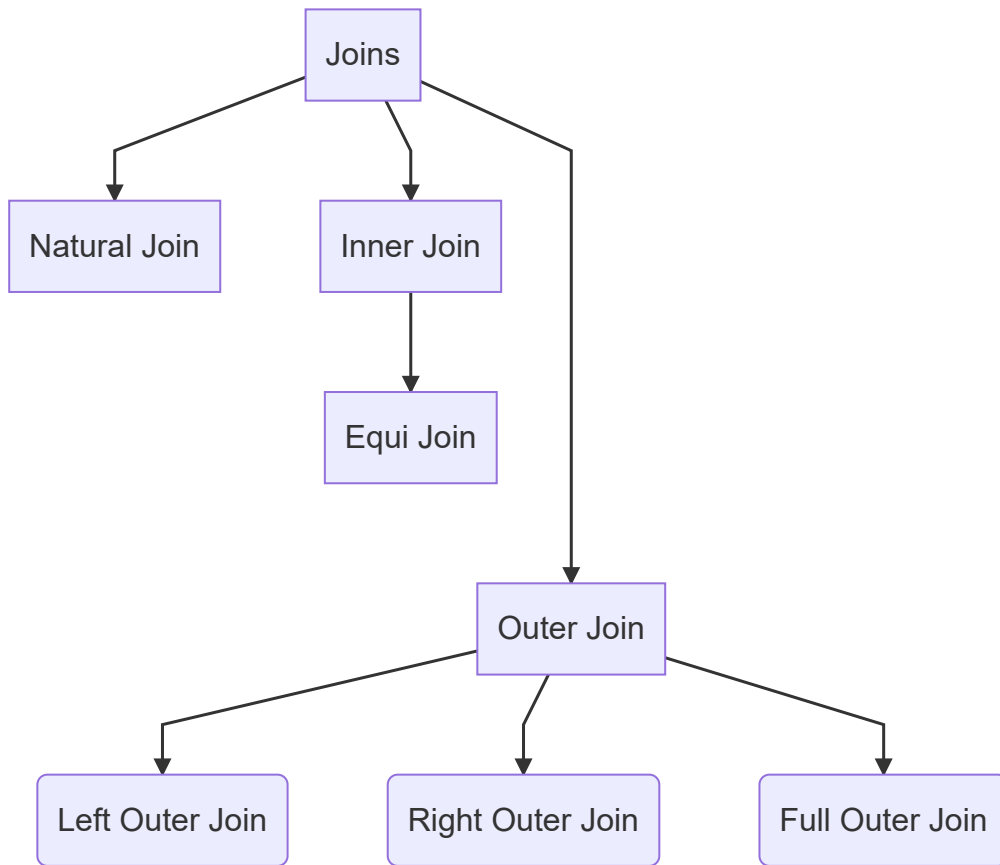 Joins
Natural Join
Inner Join
Equi Join
Outer Join
Left Outer Join
Right Outer Join
Full Outer Join